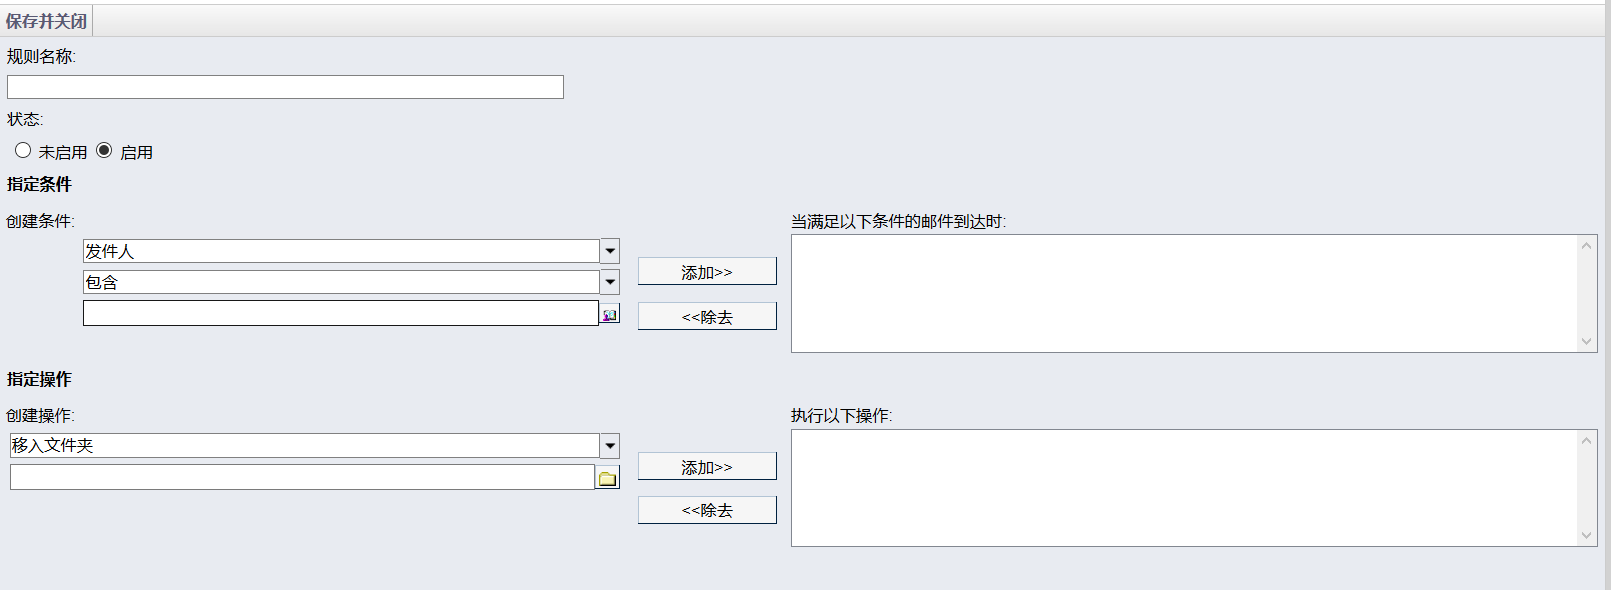 保存并关闭
规则名称:
状态:
未启用 启用
指定条件
创建条件:
发件人
包含
添加>>
<<除去
当满足以下条件的邮件到达时:
指定操作
创建操作:
移入文件夹
添加>>
<<除去
执行以下操作: